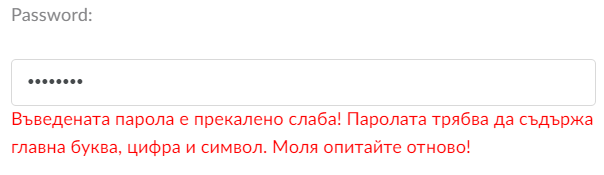 Password:
••••••••
Въведената парола е прекалено слаба! Паролата трябва да съдържа
главна буква, цифра и символ. Моля опитайте отново!